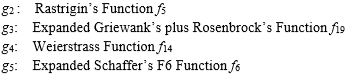 g₂: Rastrigin's Function f₅
g₃: Expanded Griewank's plus Rosenbrock's Function f₁₉
g₄: Weierstrass Function f₁₄
g₅: Expanded Schaffer's F6 Function f₆